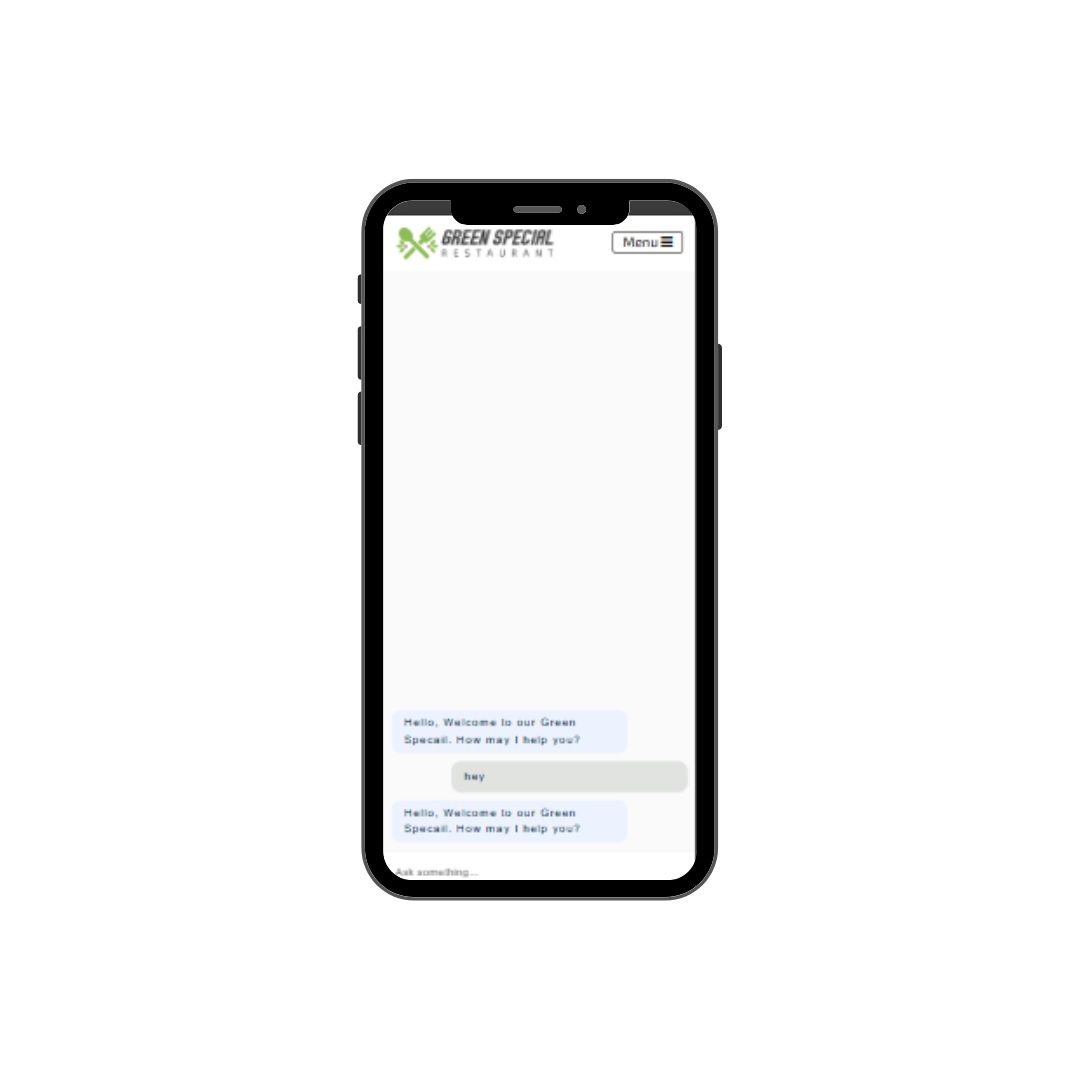 GREEN SPECIAL
RESTAURANT
Menu
Hello, Welcome to our Green
Specail. How may I help you?
hey
Hello, Welcome to our Green
Specail. How may I help you?
Ask something...